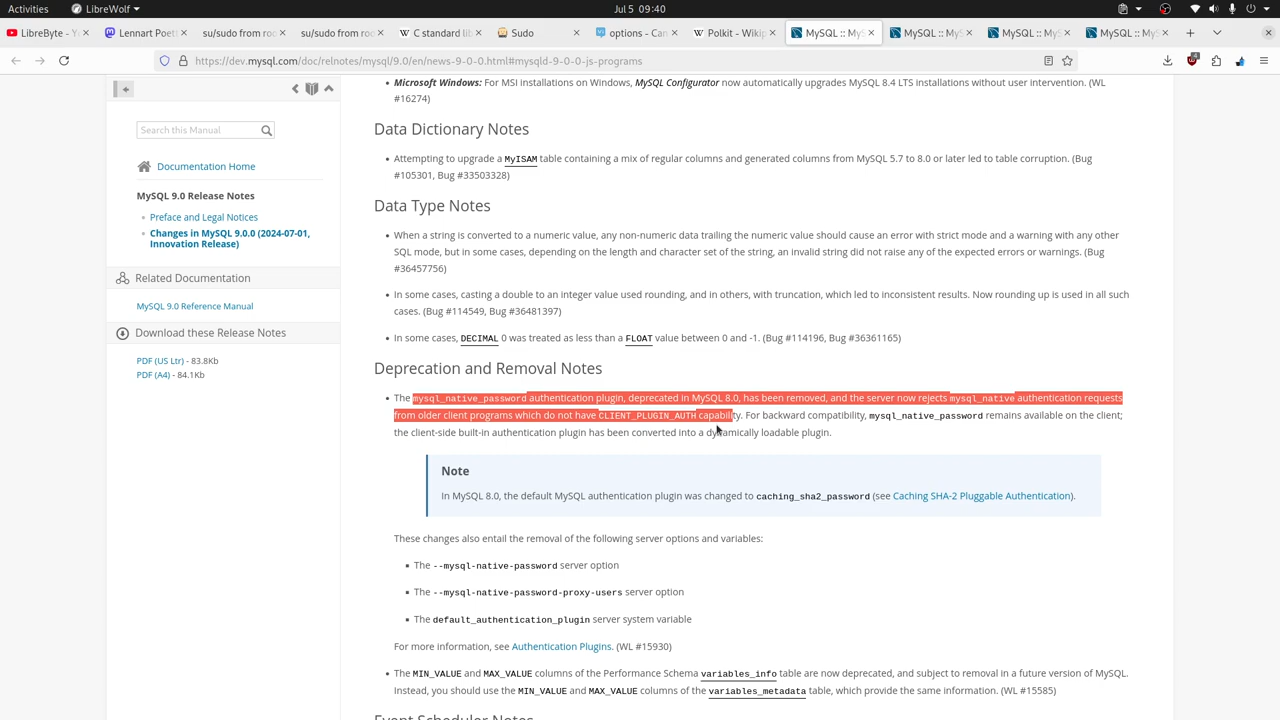 Activities LibreWolf Jul 5 09:40
LibreByte - Y Lennart Poet su/sudo from roo su/sudo from roo C standard lib Sudo options - Can Polkit - Wikip MySQL :: My MySQL :: My MySQL :: My MySQL :: My
https://dev.mysql.com/doc/relnotes/mysql/9.0/en/news-9-0-0.html#mysqld-9-0-0-js-programs
Search this Manual
Documentation Home
MySQL 9.0 Release Notes
Preface and Legal Notices
Changes in MySQL 9.0.0 (2024-07-01,
Innovation Release)
Related Documentation
MySQL 9.0 Reference Manual
Download these Release Notes
PDF (US Ltr) - 83.8Kb
PDF (A4) - 84.1Kb
Microsoft Windows: For MSI installations on Windows, MySQL Configurator now automatically upgrades MySQL 8.4 LTS installations without user intervention. (WL
#16274)
Data Dictionary Notes
Attempting to upgrade a MyISAM table containing a mix of regular columns and generated columns from MySQL 5.7 to 8.0 or later led to table corruption. (Bug
#105301, Bug #33503328)
Data Type Notes
When a string is converted to a numeric value, any non-numeric data trailing the numeric value should cause an error with strict mode and a warning with any other
SQL mode, but in some cases, depending on the length and character set of the string, an invalid string did not raise any of the expected errors or warnings. (Bug
#36457756)
In some cases, casting a double to an integer value used rounding, and in others, with truncation, which led to inconsistent results. Now rounding up is used in all such
cases. (Bug #114549, Bug #36481397)
In some cases, DECIMAL 0 was treated as less than a FLOAT value between 0 and -1. (Bug #114196, Bug #36361165)
Deprecation and Removal Notes
The mysql_native_password authentication plugin, deprecated in MySQL 8.0, has been removed, and the server now rejects mysql_native authentication requests
from older client programs which do not have CLIENT_PLUGIN_AUTH capability. For backward compatibility, mysql_native_password remains available on the client;
the client-side built-in authentication plugin has been converted into a dynamically loadable plugin.
Note
In MySQL 8.0, the default MySQL authentication plugin was changed to caching_sha2_password (see Caching SHA-2 Pluggable Authentication).
These changes also entail the removal of the following server options and variables:
The --mysql-native-password server option
The --mysql-native-password-proxy-users server option
The default_authentication_plugin server system variable
For more information, see Authentication Plugins. (WL #15930)
The MIN_VALUE and MAX_VALUE columns of the Performance Schema variables_info table are now deprecated, and subject to removal in a future version of MySQL.
Instead, you should use the MIN_VALUE and MAX_VALUE columns of the variables_metadata table, which provide the same information. (WL #15585)
Event Scheduler Notes